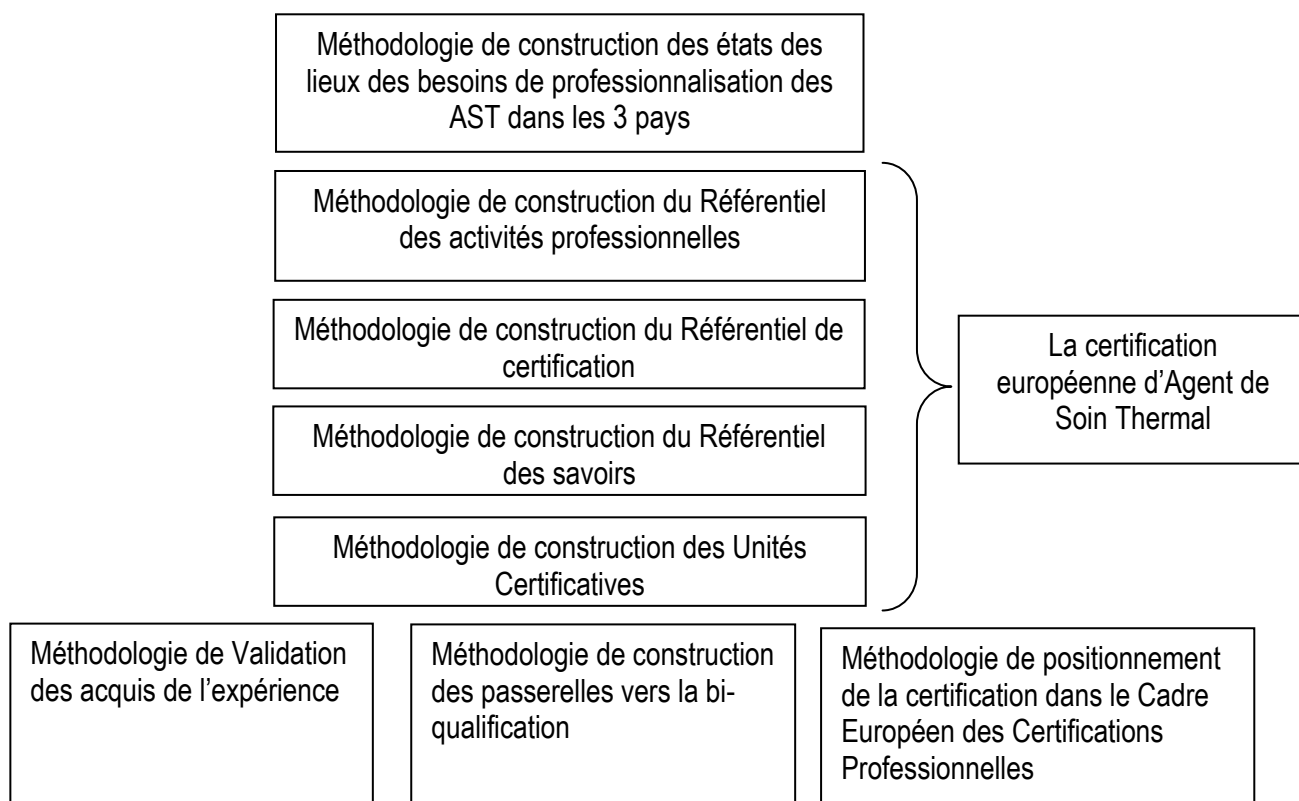 Méthodologie de construction des états des
lieux des besoins de professionnalisation des
AST dans les 3 pays
Méthodologie de construction du Référentiel
des activités professionnelles
Méthodologie de construction du Référentiel de
certification
Méthodologie de construction du Référentiel
des savoirs
Méthodologie de construction des Unités
Certificatives
La certification
européenne d’Agent de
Soin Thermal
Méthodologie de Validation
des acquis de l’expérience
Méthodologie de construction
des passerelles vers la bi-
qualification
Méthodologie de positionnement
de la certification dans le Cadre
Européen des Certifications
Professionnelles